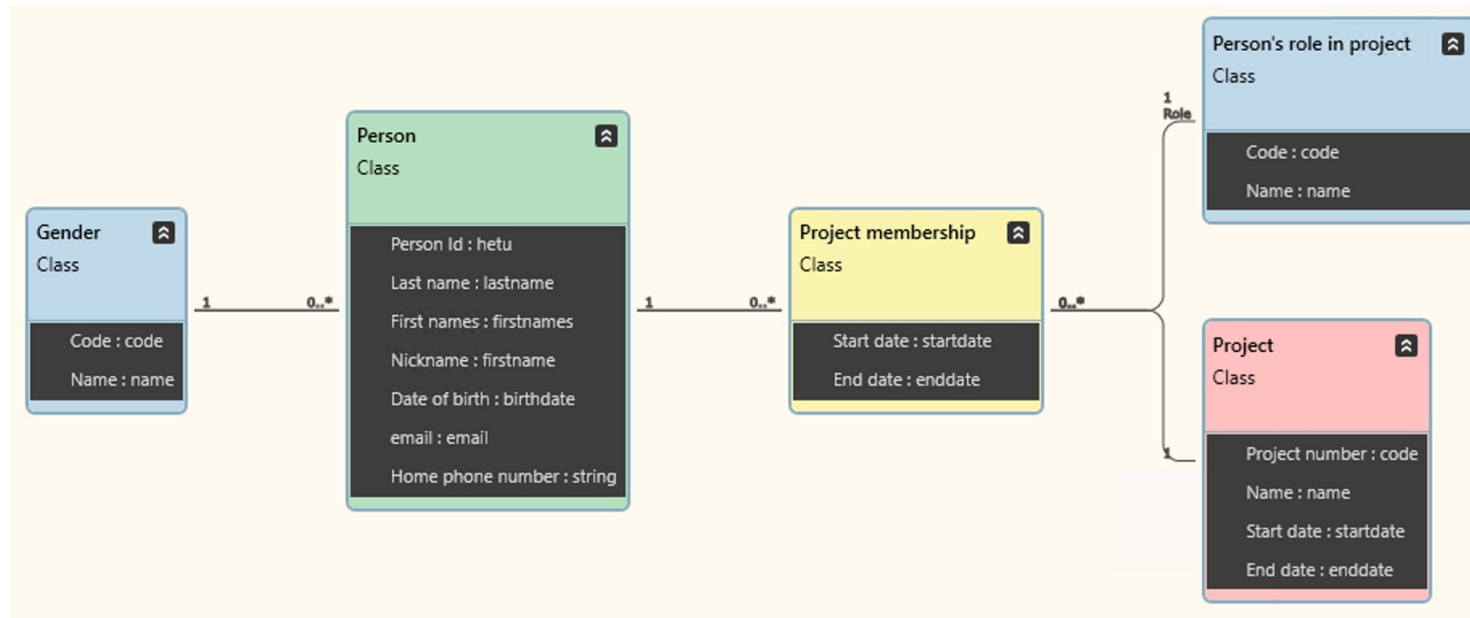 Gender
Class
Code : code
Name : name
1
0..*
Person
Class
Person Id : hetu
Last name : lastname
First names : firstnames
Nickname : firstname
Date of birth : birthdate
email : email
Home phone number : string
1
0..*
Project membership
Class
Start date : startdate
End date : enddate
0..*
1
Role
Person's role in project
Class
Code : code
Name : name
1
Project
Class
Project number : code
Name : name
Start date : startdate
End date : enddate